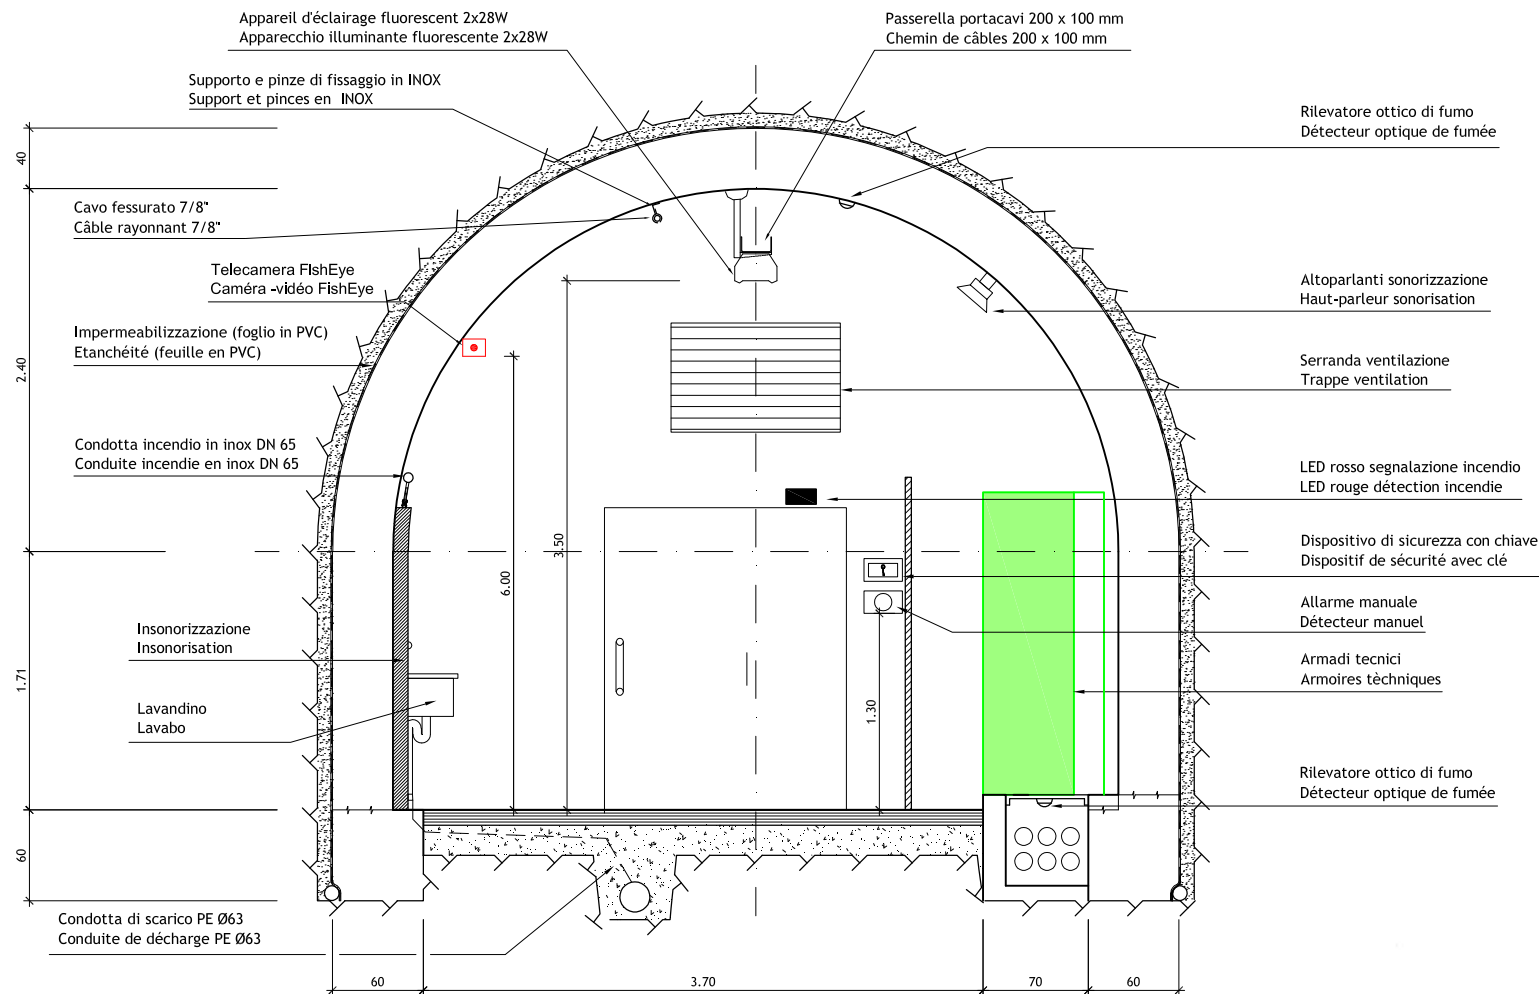 Appareil d'éclairage fluorescent 2x28W
Apparecchio illuminante fluorescente 2x28W
Passerella portacavi 200 x 100 mm
Chemin de câbles 200 x 100 mm
Supporto e pinze di fissaggio in INOX
Support et pinces en INOX
Rilevatore ottico di fumo
Détecteur optique de fumée
40
Cavo fessurato 7/8"
Câble rayonnant 7/8"
Telecamera FIshEye
Caméra -vidéo FishEye
Altoparlanti sonorizzazione
Haut-parleur sonorisation
Impermeabilizzazione (foglio in PVC)
Etanchéité (feuille en PVC)
2.40
Serranda ventilazione
Trappe ventilation
Condotta incendio in inox DN 65
Conduite incendie en inox DN 65
LED rosso segnalazione incendio
LED rouge détection incendie
3.50
6.00
Dispositivo di sicurezza con chiave
Dispositif de sécurité avec clé
Allarme manuale
Détecteur manuel
Insonorizzazione
Insonorisation
1.71
Armadi tecnici
Armoires tèchniques
1.30
Lavandino
Lavabo
Rilevatore ottico di fumo
Détecteur optique de fumée
60
Condotta di scarico PE Ø63
Conduite de décharge PE Ø63
60
3.70
70
60